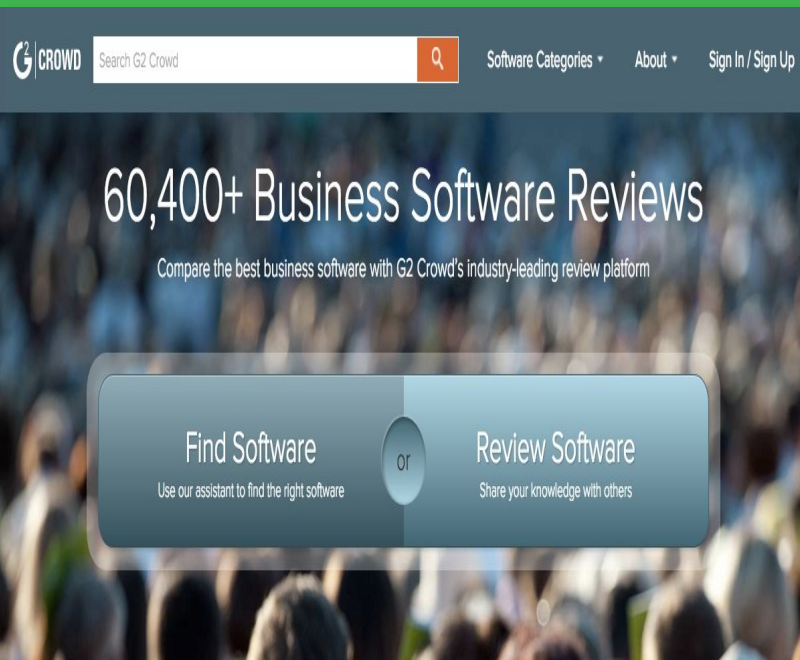 G2 CROWD
Search G2 Crowd
Software Categories
About
Sign In / Sign Up
60,400+ Business Software Reviews
Compare the best business software with G2 Crowd's industry-leading review platform
Find Software
Use our assistant to find the right software
or
Review Software
Share your knowledge with others